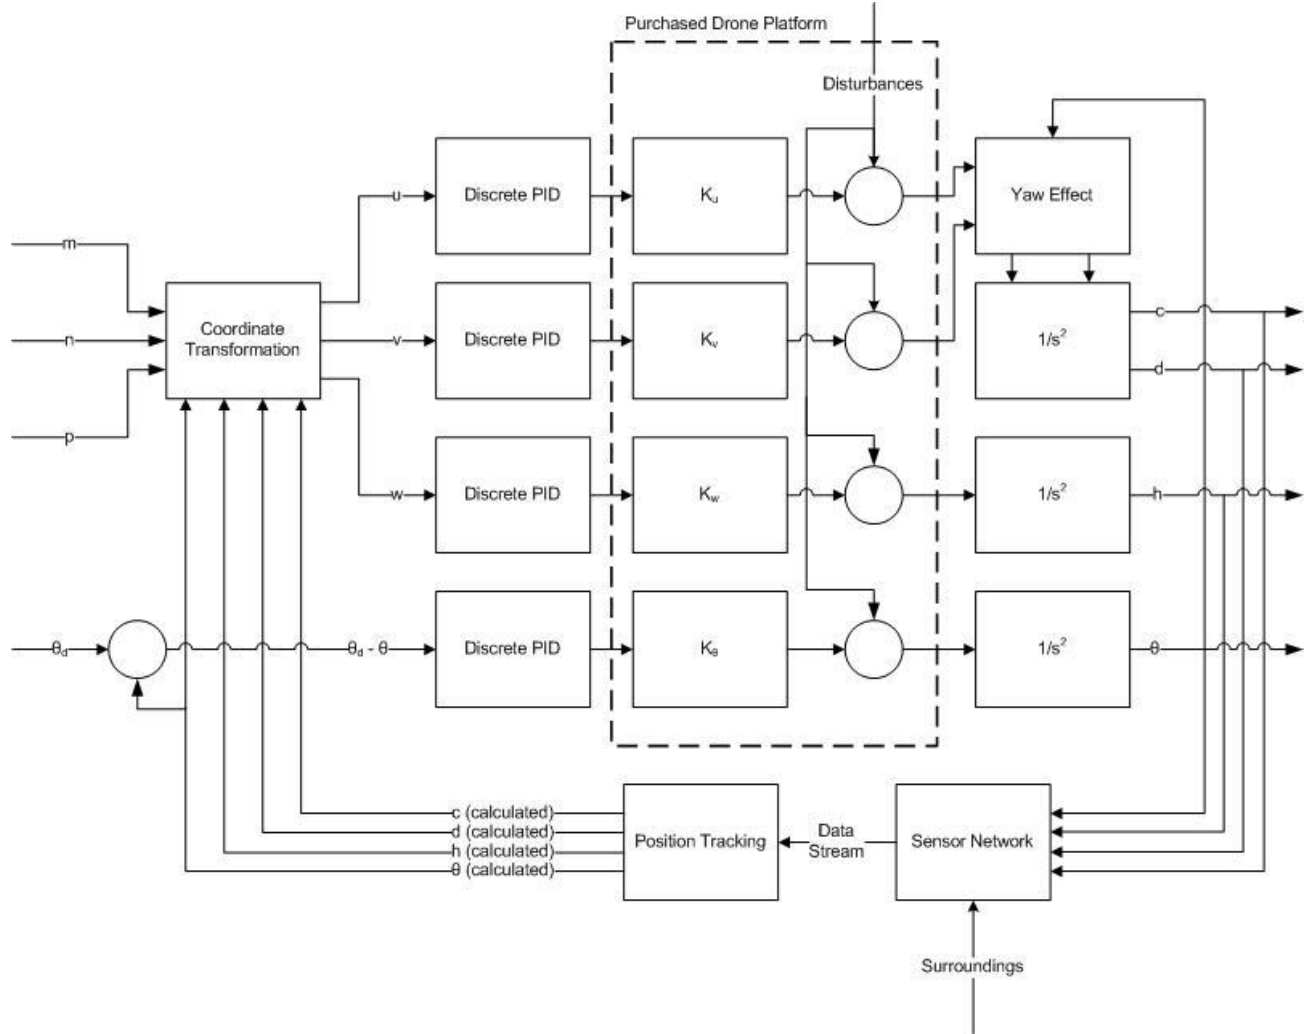 Purchased Drone Platform
Disturbances
u
Discrete PID
Kᵤ
Yaw Effect
m
n
p
Coordinate
Transformation
v
Discrete PID
Kᵥ
1/s²
c
d
w
Discrete PID
K_w
1/s²
h
θd
θd - θ
Discrete PID
Kθ
1/s²
θ
c (calculated)
d (calculated)
h (calculated)
θ (calculated)
Position Tracking
Data
Stream
Sensor Network
Surroundings